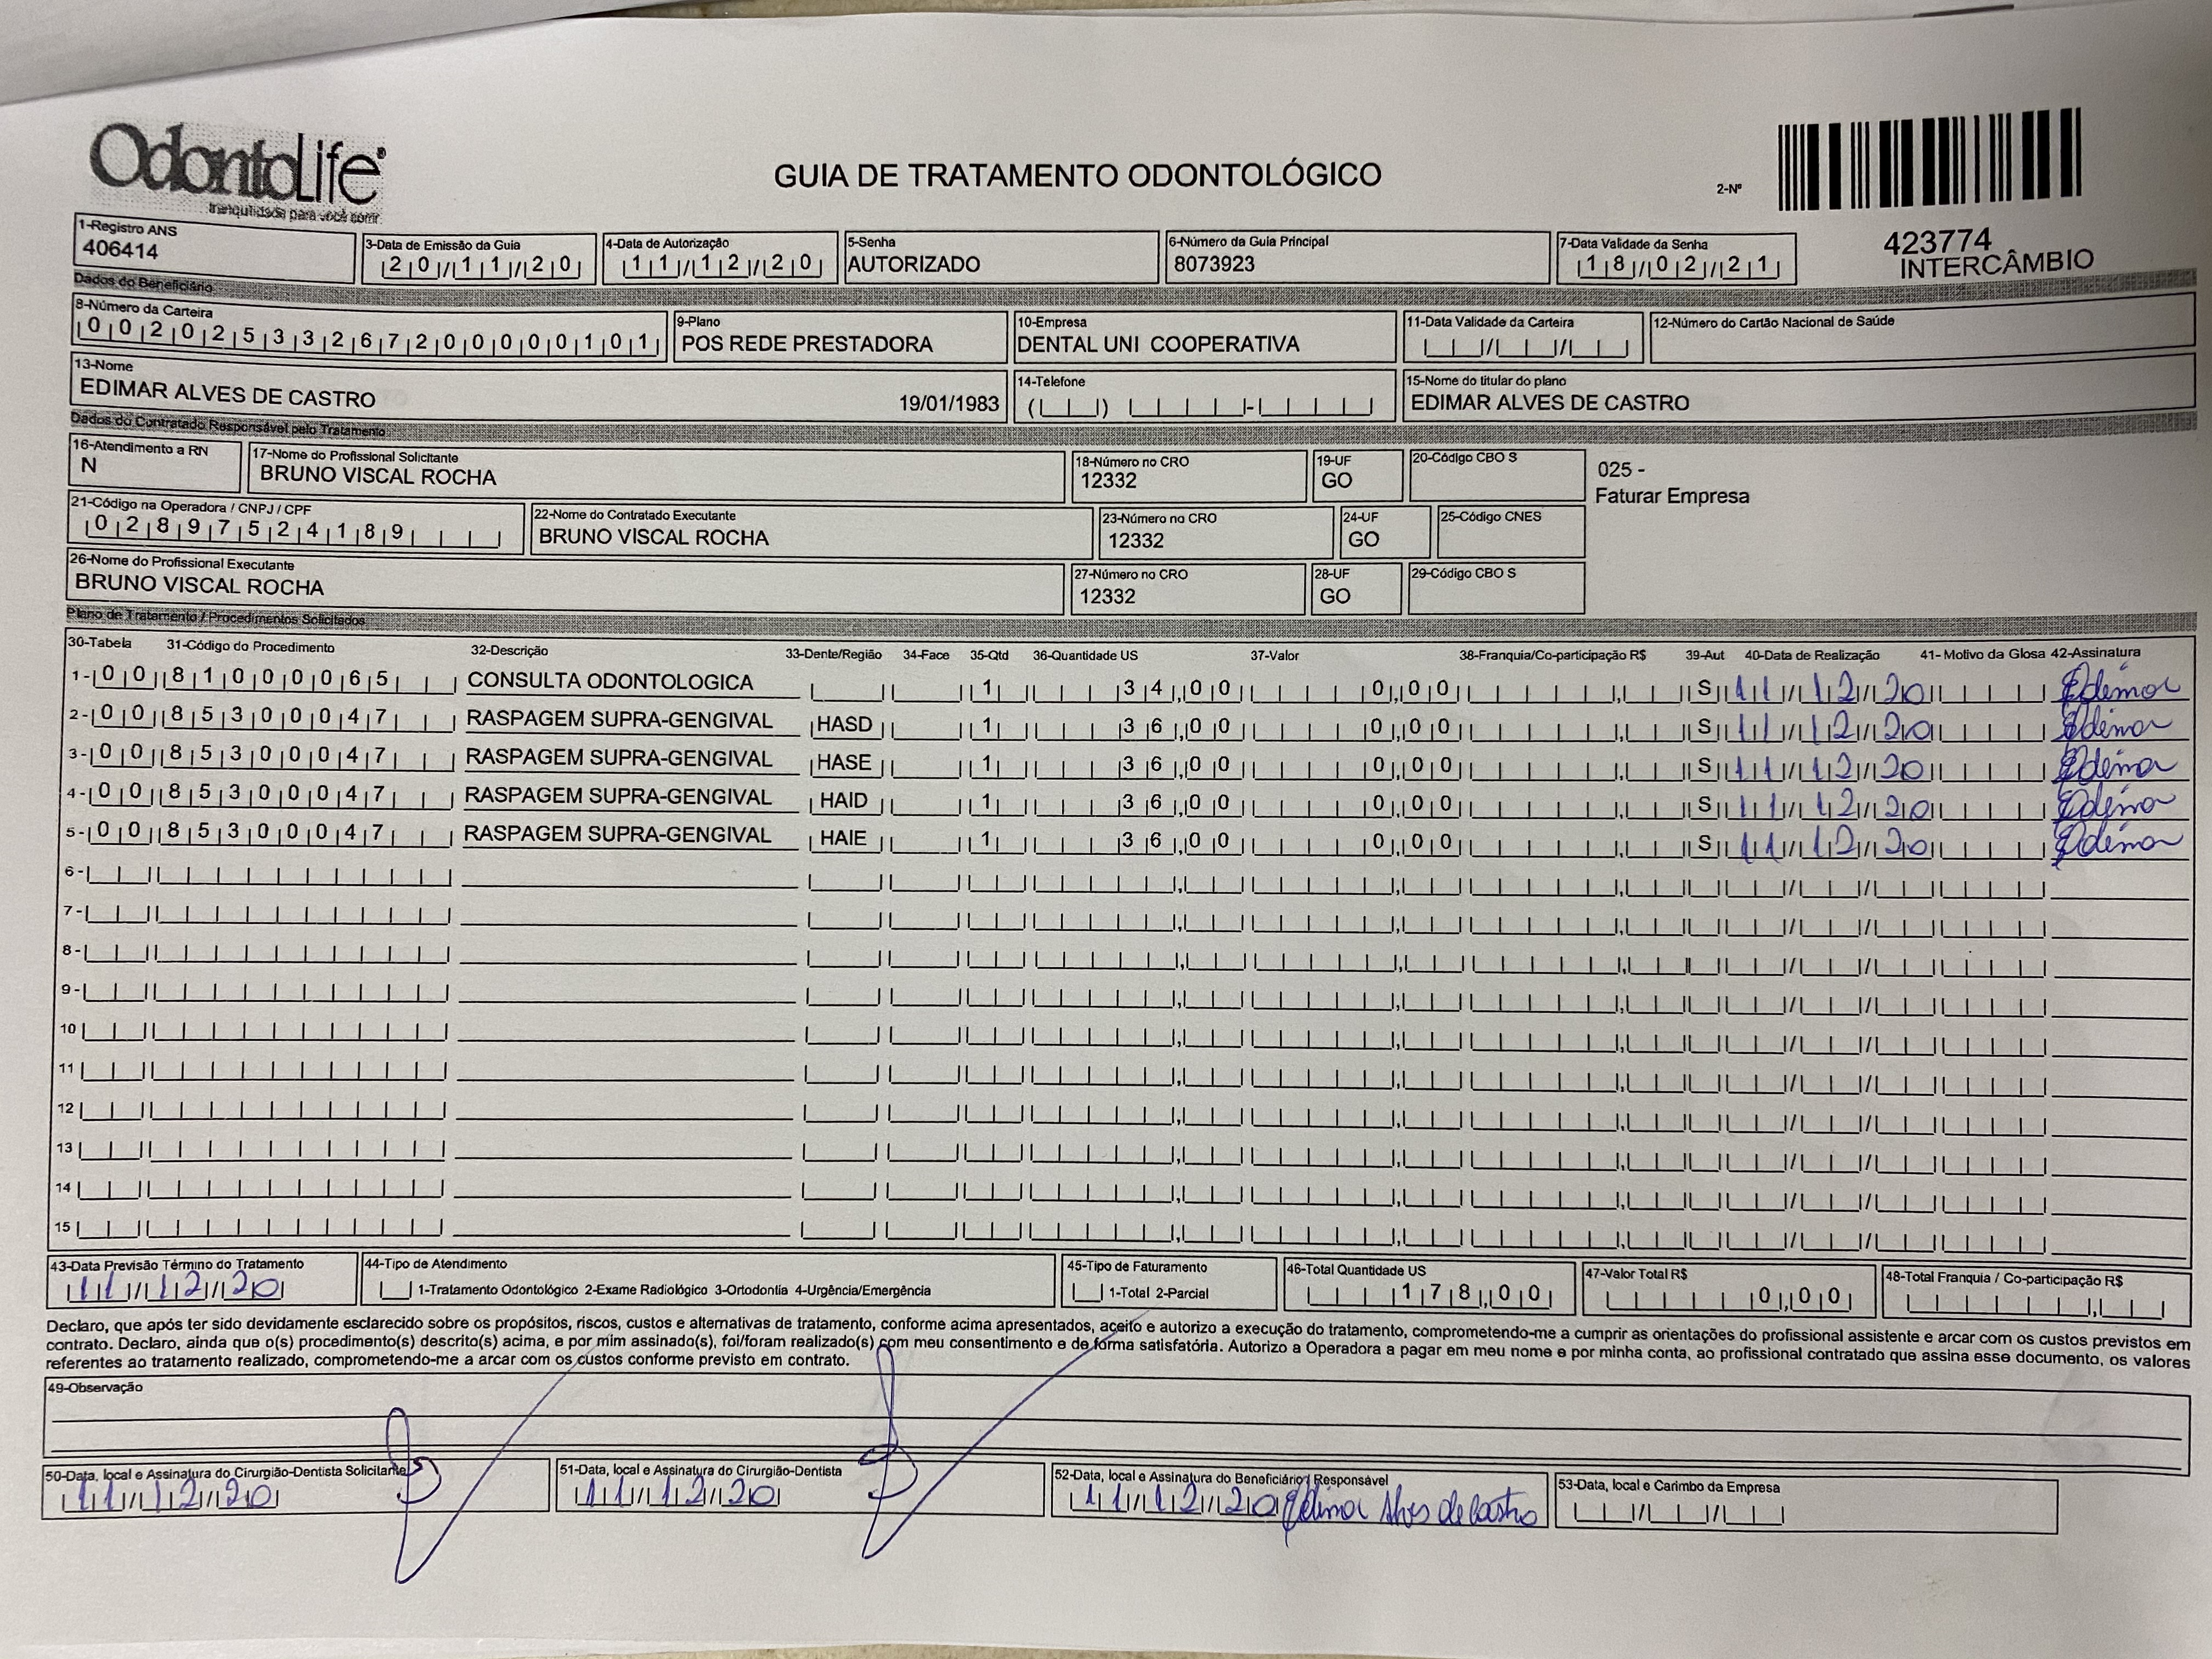 OdontoLife
tranquilidade para você sorrir.
GUIA DE TRATAMENTO ODONTOLÓGICO
2-Nº
423774
INTERCÂMBIO
1-Registro ANS
406414
3-Data de Emissão da Guia
20/11/20
4-Data de Autorização
11/12/20
5-Senha
AUTORIZADO
6-Número da Guia Principal
8073923
7-Data Validade da Senha
18/02/21
Dados do Beneficiário
8-Número da Carteira
00202533267200000101
9-Plano
POS REDE PRESTADORA
10-Empresa
DENTAL UNI COOPERATIVA
11-Data Validade da Carteira
12-Número do Cartão Nacional de Saúde
13-Nome
EDIMAR ALVES DE CASTRO 19/01/1983
14-Telefone
15-Nome do titular do plano
EDIMAR ALVES DE CASTRO
Dados do Contratado Responsável pelo Tratamento
16-Atendimento a RN
N
17-Nome do Profissional Solicitante
BRUNO VISCAL ROCHA
18-Número no CRO
12332
19-UF
GO
20-Código CBO S
025 -
Faturar Empresa
21-Código na Operadora / CNPJ / CPF
02897524189
22-Nome do Contratado Executante
BRUNO VISCAL ROCHA
23-Número no CRO
12332
24-UF
GO
25-Código CNES
26-Nome do Profissional Executante
BRUNO VISCAL ROCHA
27-Número no CRO
12332
28-UF
GO
29-Código CBO S
Plano de Tratamento / Procedimentos Solicitados
30-Tabela 31-Código do Procedimento 32-Descrição 33-Dente/Região 34-Face 35-Qtd 36-Quantidade US 37-Valor 38-Franquia/Co-participação R$ 39-Aut 40-Data de Realização 41- Motivo da Glosa 42-Assinatura
1- 00 81000065 CONSULTA ODONTOLOGICA 1 34,00 0,00 S 11/12/20 Edimar
2- 00 85300047 RASPAGEM SUPRA-GENGIVAL HASD 1 36,00 0,00 S 11/12/20 Edimar
3- 00 85300047 RASPAGEM SUPRA-GENGIVAL HASE 1 36,00 0,00 S 11/12/20 Edimar
4- 00 85300047 RASPAGEM SUPRA-GENGIVAL HAID 1 36,00 0,00 S 11/12/20 Edimar
5- 00 85300047 RASPAGEM SUPRA-GENGIVAL HAIE 1 36,00 0,00 S 11/12/20 Edimar
6-
7-
8-
9-
10
11
12
13
14
15
43-Data Previsão Término do Tratamento
11/12/20
44-Tipo de Atendimento
1-Tratamento Odontológico 2-Exame Radiológico 3-Ortodontia 4-Urgência/Emergência
45-Tipo de Faturamento
1-Total 2-Parcial
46-Total Quantidade US
178,00
47-Valor Total R$
0,00
48-Total Franquia / Co-participação R$
Declaro, que após ter sido devidamente esclarecido sobre os propósitos, riscos, custos e alternativas de tratamento, conforme acima apresentados, aceito e autorizo a execução do tratamento, comprometendo-me a cumprir as orientações do profissional assistente e arcar com os custos previstos em
contrato. Declaro, ainda que o(s) procedimento(s) descrito(s) acima, e por mim assinado(s), foi/foram realizado(s) com meu consentimento e de forma satisfatória. Autorizo a Operadora a pagar em meu nome e por minha conta, ao profissional contratado que assina esse documento, os valores
referentes ao tratamento realizado, comprometendo-me a arcar com os custos conforme previsto em contrato.
49-Observação
50-Data, local e Assinatura do Cirurgião-Dentista Solicitante
11/12/20
51-Data, local e Assinatura do Cirurgião-Dentista
11/12/20
52-Data, local e Assinatura do Beneficiário / Responsável
11/12/20 Edimar Alves de Castro
53-Data, local e Carimbo da Empresa